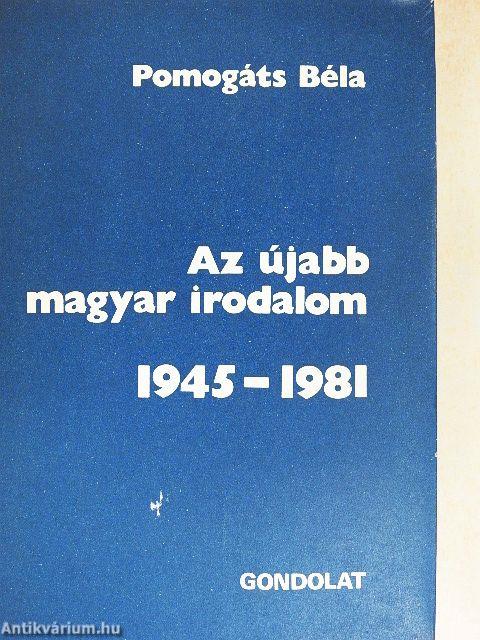 Pomogáts Béla
Az újabb
magyar irodalom
1945–1981
GONDOLAT
Antikvárium.hu